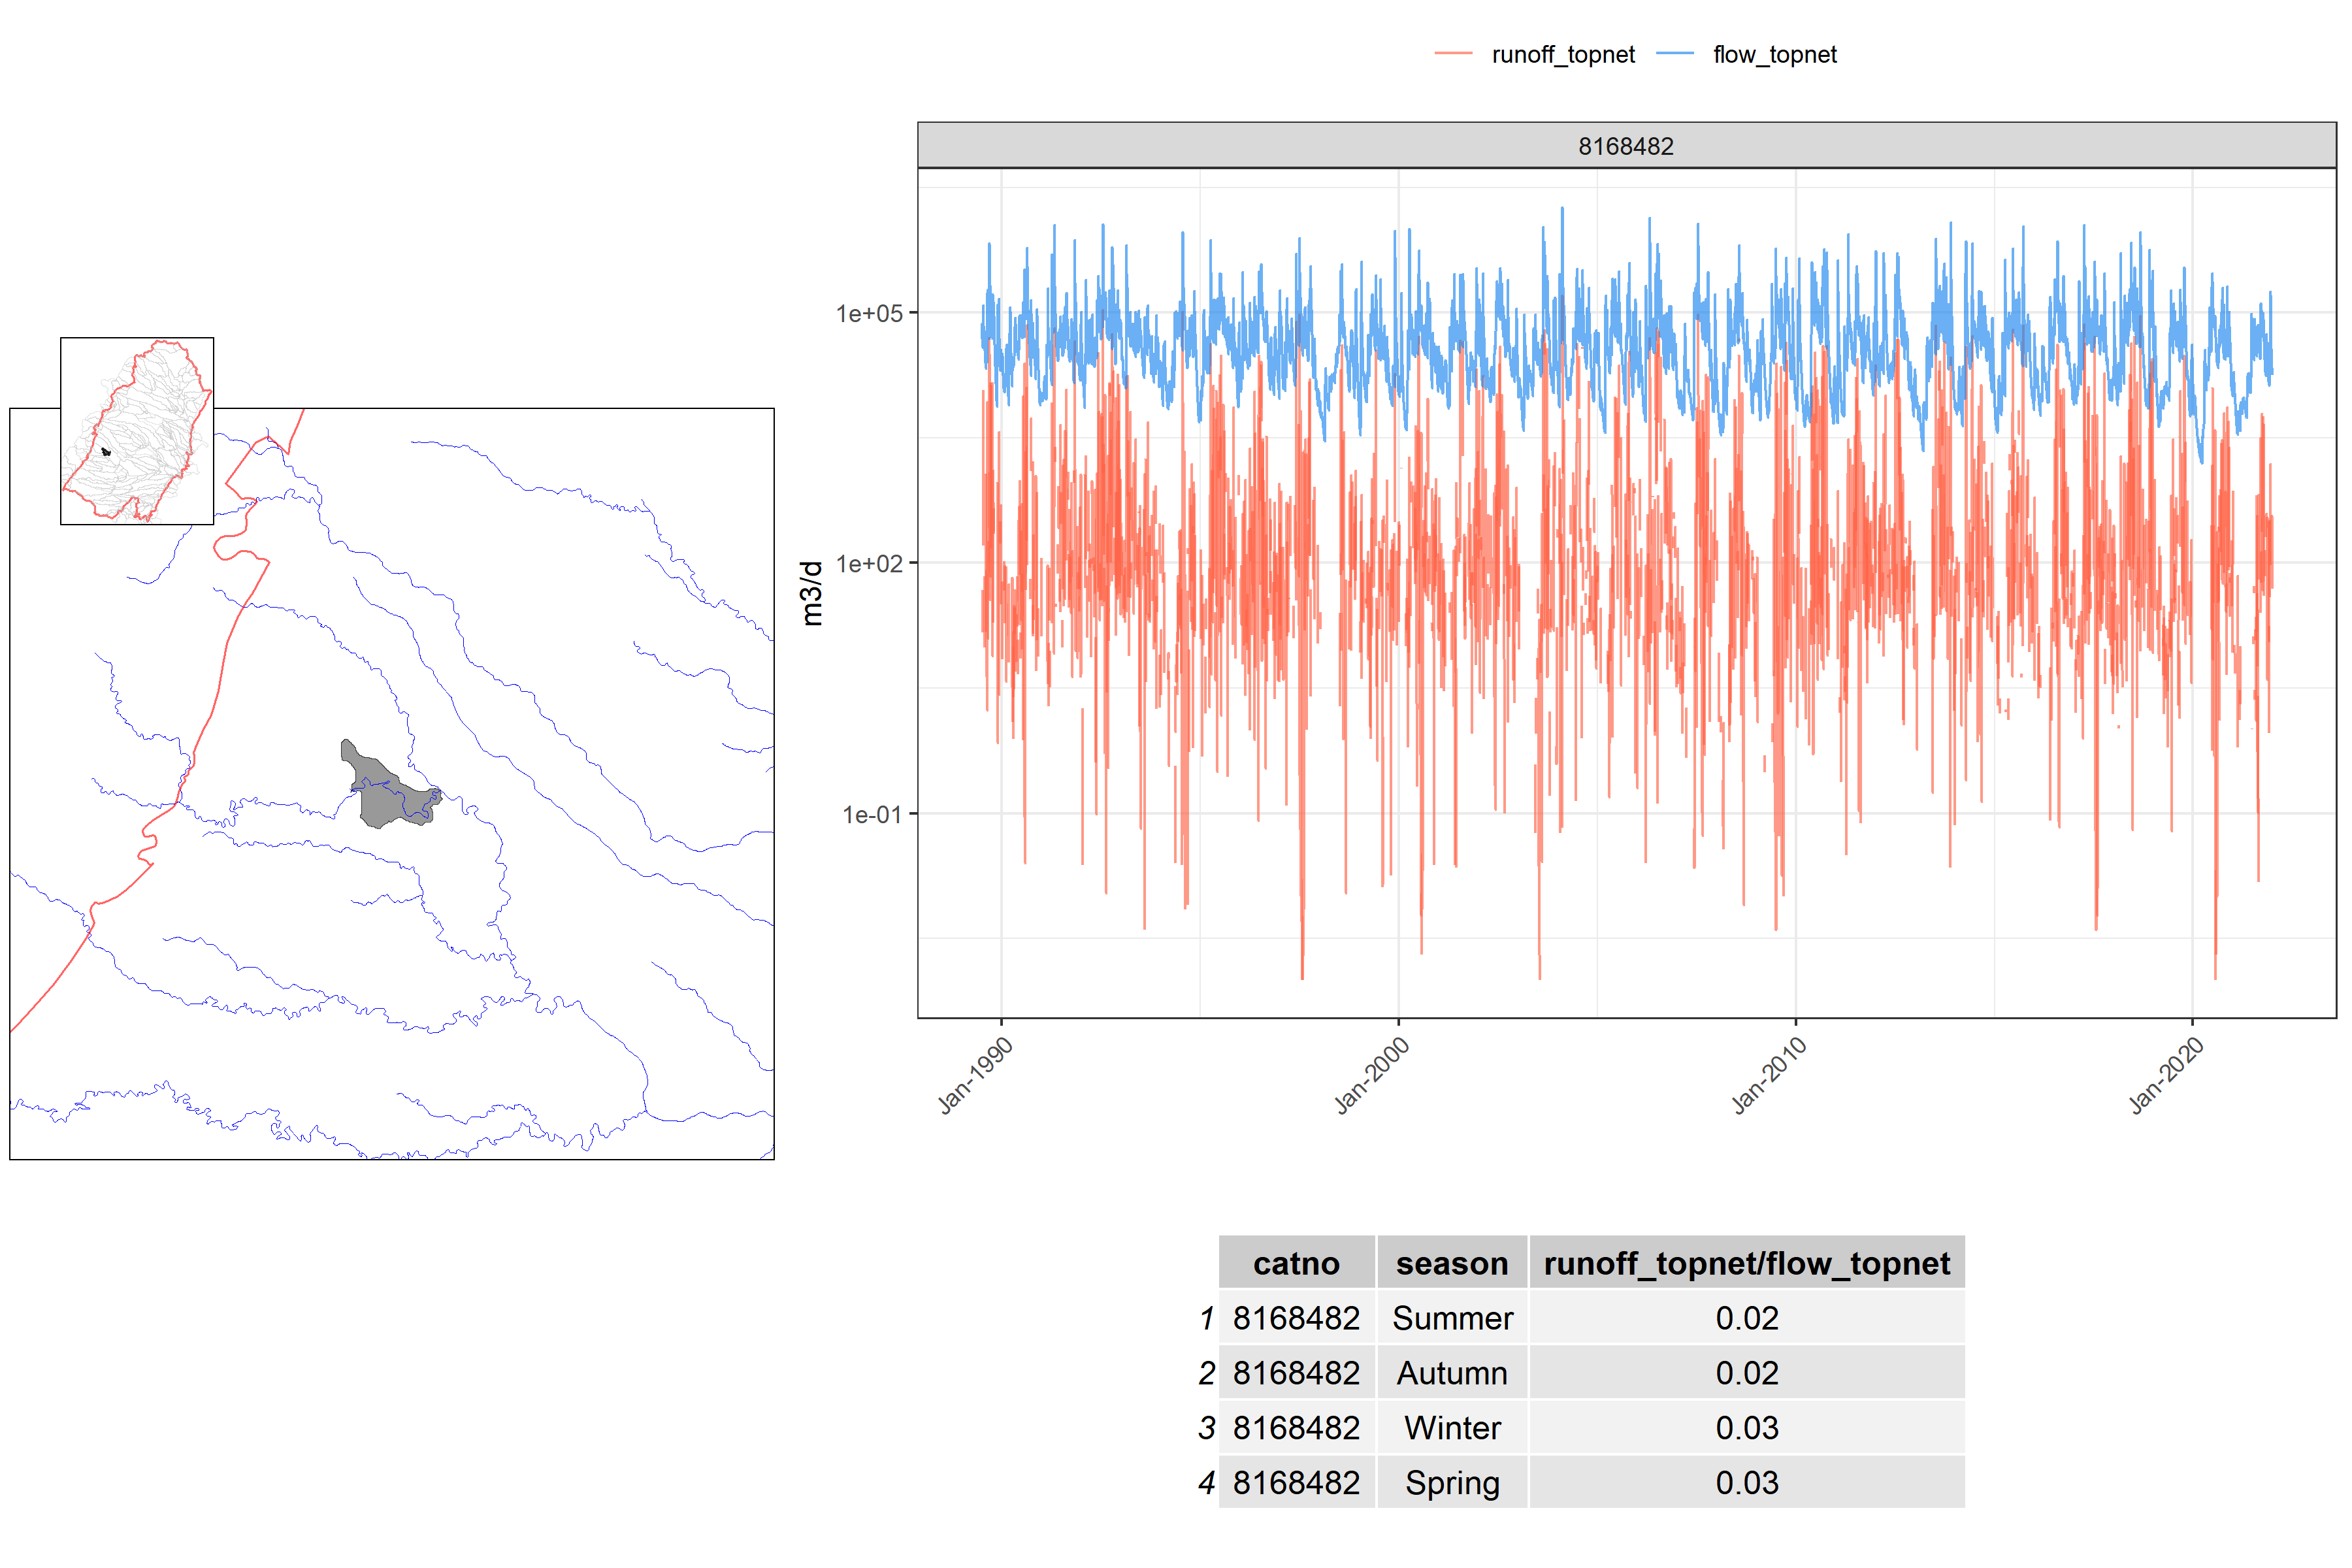 runoff_topnet flow_topnet
8168482
1e+05
1e+02
1e-01
m3/d
Jan-1990 Jan-2000 Jan-2010 Jan-2020
catno season runoff_topnet/flow_topnet
1 8168482 Summer 0.02
2 8168482 Autumn 0.02
3 8168482 Winter 0.03
4 8168482 Spring 0.03